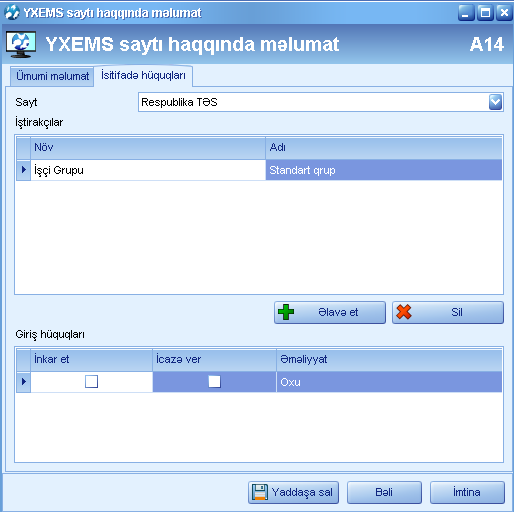 YXEMS saytı haqqında məlumat
YXEMS saytı haqqında məlumat A14
Ümumi məlumat İsitifadə hüquqları
Sayt Respublika TƏS
İştirakçılar
Növ Adı
İşçi Grupu Standart qrup
Əlavə et Sil
Giriş hüquqları
İnkar et İcazə ver Əməliyyat
Oxu
Yaddaşa sal Bəli İmtina